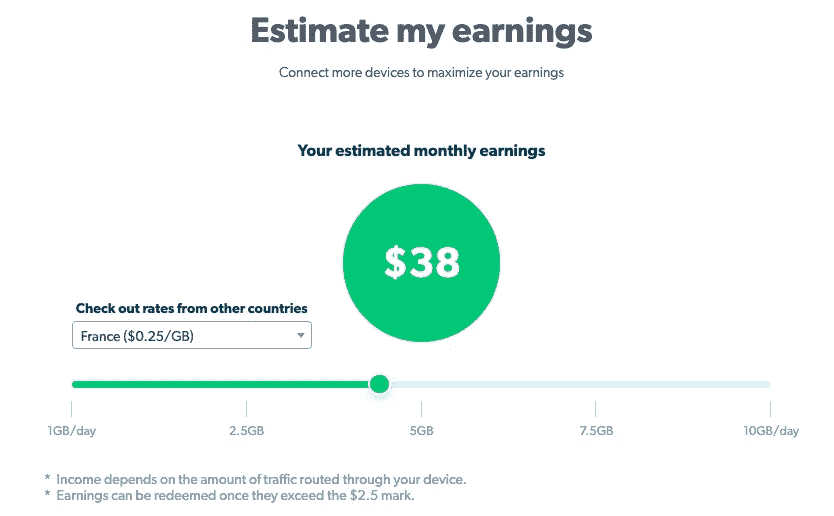 Estimate my earnings
Connect more devices to maximize your earnings
Your estimated monthly earnings
$38
Check out rates from other countries
France ($0.25/GB)
1GB/day
2.5GB
5GB
7.5GB
10GB/day
* Income depends on the amount of traffic routed through your device.
* Earnings can be redeemed once they exceed the $2.5 mark.